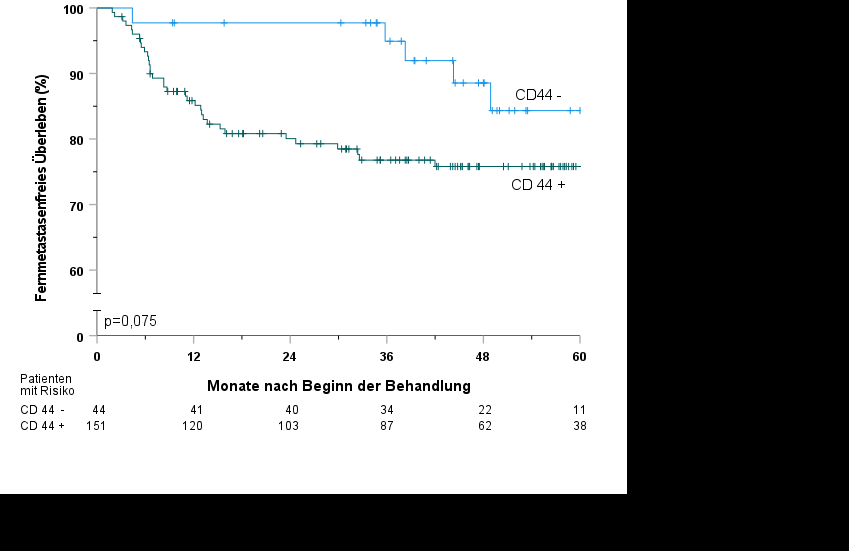 100
90
80
70
60
0
Fernmetastasenfreies Überleben (%)
CD44 -
CD 44 +
p=0,075
0 12 24 36 48 60
Monate nach Beginn der Behandlung
Patienten
mit Risiko
CD 44 - 44 41 40 34 22 11
CD 44 + 151 120 103 87 62 38